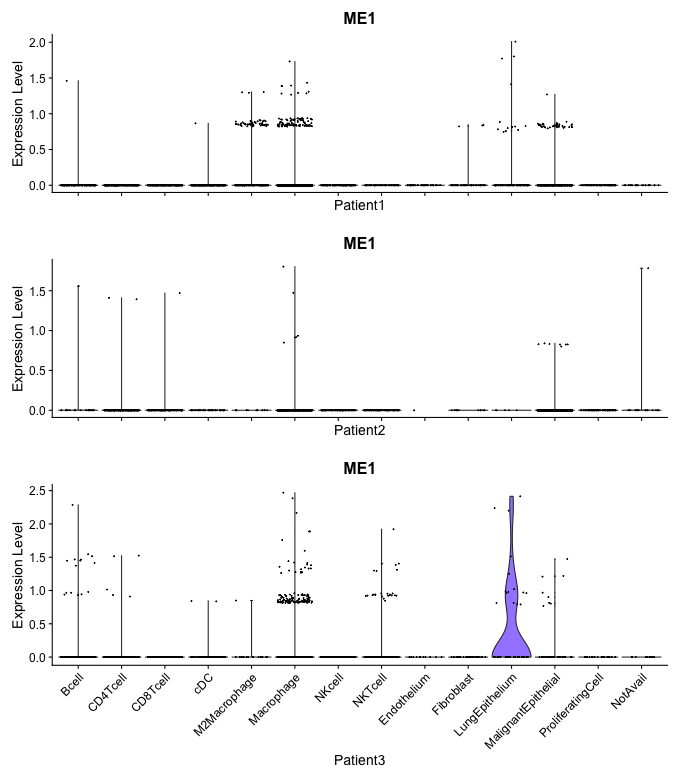 ME1
Expression Level
2.0
1.5
1.0
0.5
0.0
Patient1
ME1
Expression Level
1.5
1.0
0.5
0.0
Patient2
ME1
Expression Level
2.5
2.0
1.5
1.0
0.5
0.0
Bcell
CD4Tcell
CD8Tcell
cDC
M2Macrophage
Macrophage
NKcell
NKTcell
Endothelium
Fibroblast
LungEpithelium
MalignantEpithelial
ProliferatingCell
NotAvail
Patient3